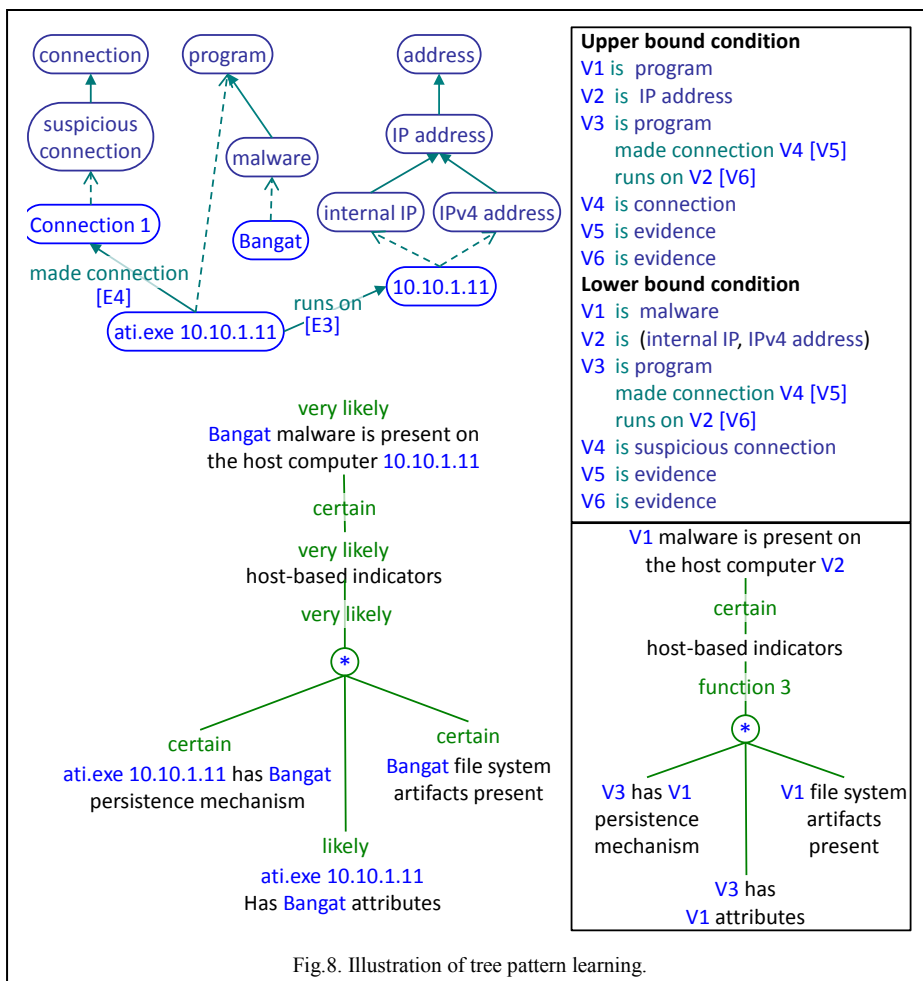 connection
program
address
suspicious
connection
IP address
malware
Connection 1
internal IP
IPv4 address
Bangat
made connection
[E4]
10.10.1.11
runs on
[E3]
ati.exe 10.10.1.11
very likely
Bangat malware is present on
the host computer 10.10.1.11
certain
very likely
host-based indicators
very likely
*
certain
ati.exe 10.10.1.11 has Bangat
persistence mechanism
certain
Bangat file system
artifacts present
likely
ati.exe 10.10.1.11
Has Bangat attributes
Upper bound condition
V1 is program
V2 is IP address
V3 is program
made connection V4 [V5]
runs on V2 [V6]
V4 is connection
V5 is evidence
V6 is evidence
Lower bound condition
V1 is malware
V2 is (internal IP, IPv4 address)
V3 is program
made connection V4 [V5]
runs on V2 [V6]
V4 is suspicious connection
V5 is evidence
V6 is evidence
V1 malware is present on
the host computer V2
certain
host-based indicators
function 3
*
V3 has V1
persistence
mechanism
V1 file system
artifacts
present
V3 has
V1 attributes
Fig.8. Illustration of tree pattern learning.